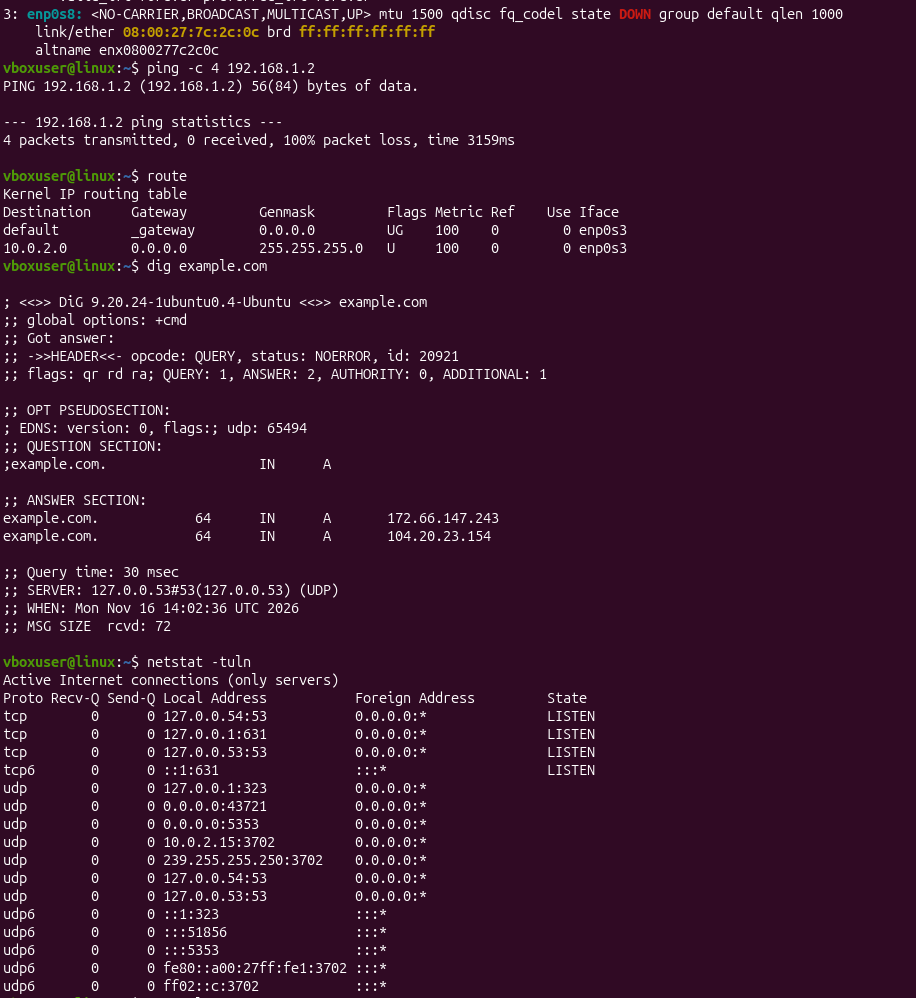 3: enp0s8: <NO-CARRIER,BROADCAST,MULTICAST,UP> mtu 1500 qdisc fq_codel state DOWN group default qlen 1000
    link/ether 08:00:27:7c:2c:0c brd ff:ff:ff:ff:ff:ff
    altname enx0800277c2c0c
vboxuser@linux:~$ ping -c 4 192.168.1.2
PING 192.168.1.2 (192.168.1.2) 56(84) bytes of data.

--- 192.168.1.2 ping statistics ---
4 packets transmitted, 0 received, 100% packet loss, time 3159ms

vboxuser@linux:~$ route
Kernel IP routing table
Destination     Gateway         Genmask         Flags Metric Ref    Use Iface
default         _gateway        0.0.0.0         UG    100    0        0 enp0s3
10.0.2.0        0.0.0.0         255.255.255.0   U     100    0        0 enp0s3
vboxuser@linux:~$ dig example.com

; <<>> DiG 9.20.24-1ubuntu0.4-Ubuntu <<>> example.com
;; global options: +cmd
;; Got answer:
;; ->>HEADER<<- opcode: QUERY, status: NOERROR, id: 20921
;; flags: qr rd ra; QUERY: 1, ANSWER: 2, AUTHORITY: 0, ADDITIONAL: 1

;; OPT PSEUDOSECTION:
; EDNS: version: 0, flags:; udp: 65494
;; QUESTION SECTION:
;example.com.                   IN      A

;; ANSWER SECTION:
example.com.            64      IN      A       172.66.147.243
example.com.            64      IN      A       104.20.23.154

;; Query time: 30 msec
;; SERVER: 127.0.0.53#53(127.0.0.53) (UDP)
;; WHEN: Mon Nov 16 14:02:36 UTC 2026
;; MSG SIZE  rcvd: 72

vboxuser@linux:~$ netstat -tuln
Active Internet connections (only servers)
Proto Recv-Q Send-Q Local Address           Foreign Address         State
tcp        0      0 127.0.0.54:53           0.0.0.0:*               LISTEN
tcp        0      0 127.0.0.1:631           0.0.0.0:*               LISTEN
tcp        0      0 127.0.0.53:53           0.0.0.0:*               LISTEN
tcp6       0      0 ::1:631                 :::*                    LISTEN
udp        0      0 127.0.0.1:323           0.0.0.0:*
udp        0      0 0.0.0.0:43721           0.0.0.0:*
udp        0      0 0.0.0.0:5353            0.0.0.0:*
udp        0      0 10.0.2.15:3702          0.0.0.0:*
udp        0      0 239.255.255.250:3702    0.0.0.0:*
udp        0      0 127.0.0.54:53           0.0.0.0:*
udp        0      0 127.0.0.53:53           0.0.0.0:*
udp6       0      0 ::1:323                 :::*
udp6       0      0 :::51856                :::*
udp6       0      0 :::5353                 :::*
udp6       0      0 fe80::a00:27ff:fe1:3702 :::*
udp6       0      0 ff02::c:3702            :::*